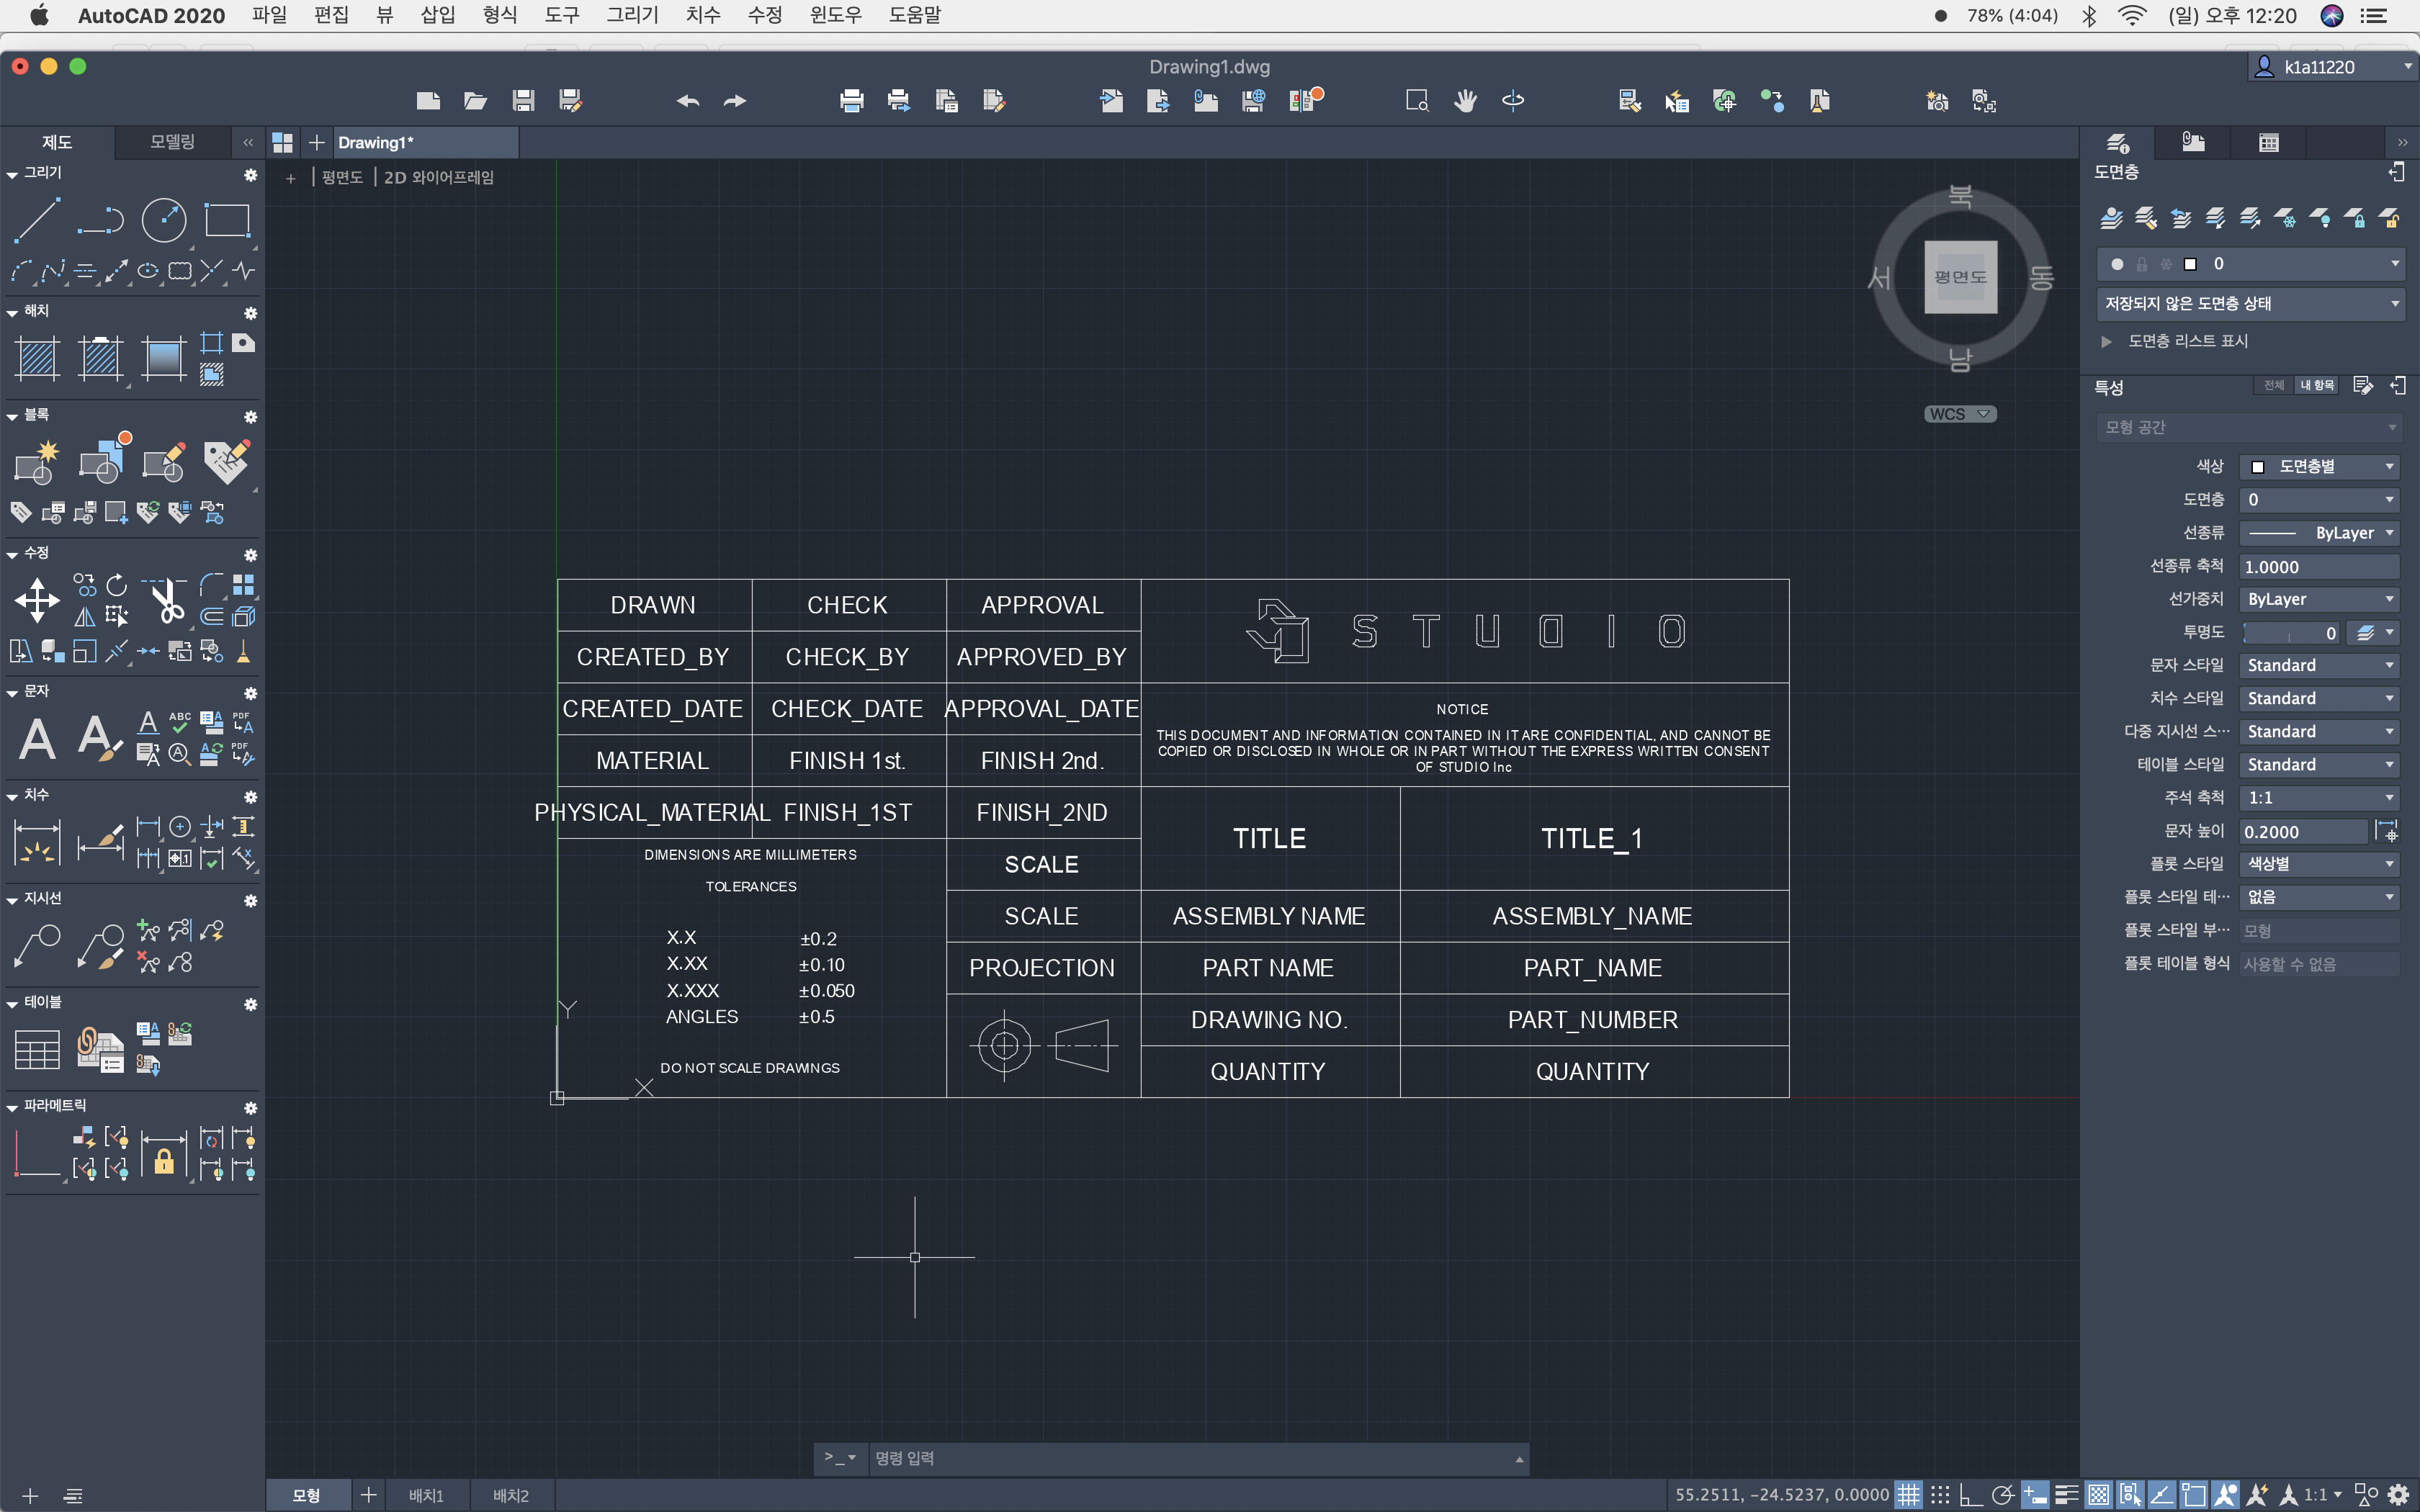 AutoCAD 2020 파일 편집 뷰 삽입 형식 도구 그리기 치수 수정 윈도우 도움말 78% (4:04) (일) 오후 12:20
Drawing1.dwg
k1a11220
제도 모델링 Drawing1*
+ 평면도 2D 와이어프레임
그리기
해치
블록
수정
문자
ABC
PDF
PDF
치수
지시선
테이블
파라메트릭
북
서 평면도 동
남
WCS
DRAWN CHECK APPROVAL
CREATED_BY CHECK_BY APPROVED_BY
CREATED_DATE CHECK_DATE APPROVAL_DATE
MATERIAL FINISH 1st. FINISH 2nd.
PHYSICAL_MATERIAL FINISH_1ST FINISH_2ND
STUDIO
NOTICE
THIS DOCUMENT AND INFORMATION CONTAINED IN IT ARE CONFIDENTIAL, AND CANNOT BE
COPIED OR DISCLOSED IN WHOLE OR IN PART WITHOUT THE EXPRESS WRITTEN CONSENT
OF STUDIO Inc
DIMENSIONS ARE MILLIMETERS
TOLERANCES
X.X ±0.2
X.XX ±0.10
X.XXX ±0.050
ANGLES ±0.5
DO NOT SCALE DRAWINGS
Y
X
SCALE
SCALE
PROJECTION
TITLE TITLE_1
ASSEMBLY NAME ASSEMBLY_NAME
PART NAME PART_NAME
DRAWING NO. PART_NUMBER
QUANTITY QUANTITY
도면층
0
저장되지 않은 도면층 상태
도면층 리스트 표시
특성 전체 내 항목
모형 공간
색상 도면층별
도면층 0
선종류 ByLayer
선종류 축척 1.0000
선가중치 ByLayer
투명도 0
문자 스타일 Standard
치수 스타일 Standard
다중 지시선 스··· Standard
테이블 스타일 Standard
주석 축척 1:1
문자 높이 0.2000
플롯 스타일 색상별
플롯 스타일 테··· 없음
플롯 스타일 부··· 모형
플롯 테이블 형식 사용할 수 없음
>_ 명령 입력
모형 배치1 배치2 55.2511, -24.5237, 0.0000 1:1